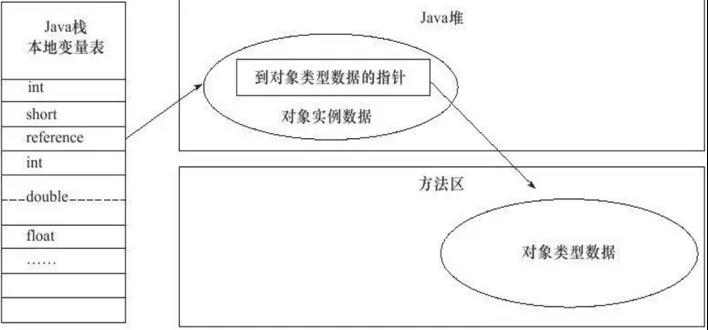 Java栈
本地变量表
int
short
reference
int
double
float
……
Java堆
到对象类型数据的指针
对象实例数据
方法区
对象类型数据